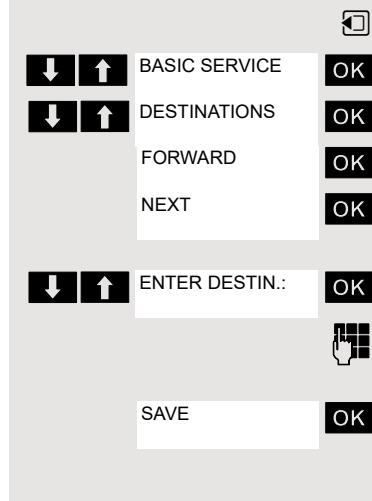 BASIC SERVICE OK
DESTINATIONS OK
FORWARD OK
NEXT OK
ENTER DESTIN.: OK
SAVE OK